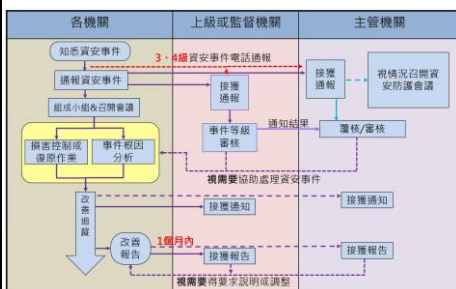 各機關
上級或監督機關
主管機關
知悉資安事件
3、4級資安事件電話通報
通報資安事件
接獲
通報
接獲
通報
視情況召開資
安防護會議
組成小組&召開會議
事件等級
審核
通知結果
覆核/審核
損害控制或
復原作業
事件根因
分析
視需要協助處理資安事件
改善追蹤
接獲通知
接獲通知
改善
報告
1個月內
接獲報告
接獲報告
視需要得要求說明或調整